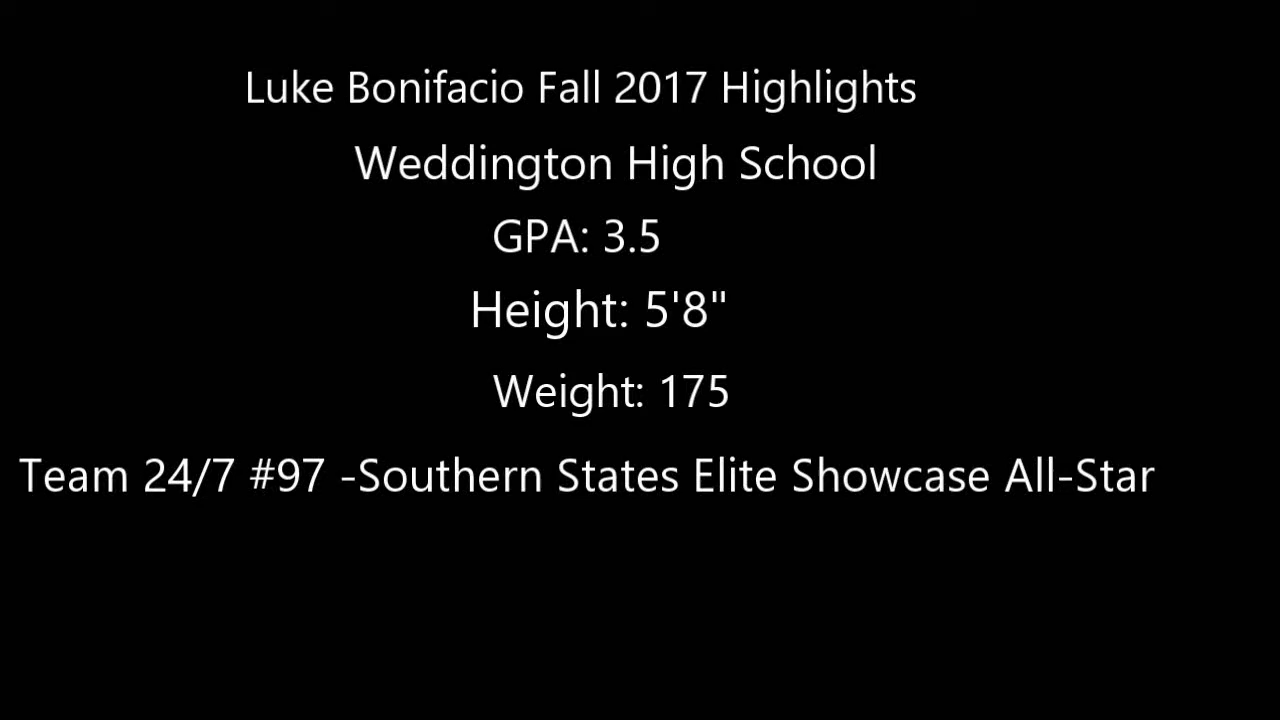 Luke Bonifacio Fall 2017 Highlights
Weddington High School
GPA: 3.5
Height: 5'8"
Weight: 175
Team 24/7 #97 -Southern States Elite Showcase All-Star